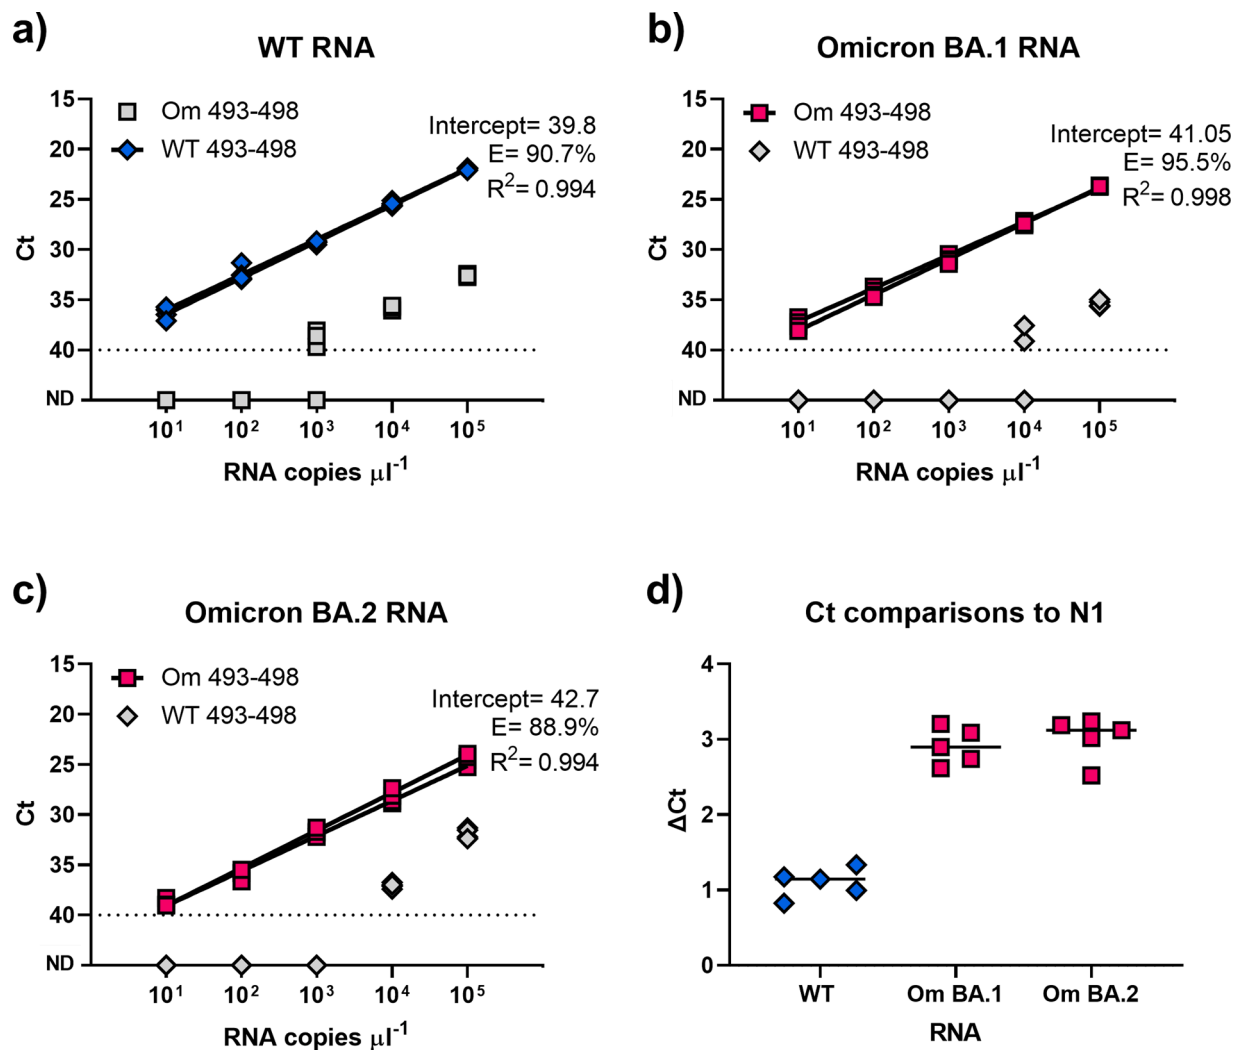 a)
WT RNA
Om 493-498
WT 493-498
Intercept= 39.8
E= 90.7%
R²= 0.994
Ct
15
20
25
30
35
40
ND
10¹ 10² 10³ 10⁴ 10⁵
RNA copies μl⁻¹
b)
Omicron BA.1 RNA
Om 493-498
WT 493-498
Intercept= 41.05
E= 95.5%
R²= 0.998
Ct
15
20
25
30
35
40
ND
10¹ 10² 10³ 10⁴ 10⁵
RNA copies μl⁻¹
c)
Omicron BA.2 RNA
Om 493-498
WT 493-498
Intercept= 42.7
E= 88.9%
R²= 0.994
Ct
15
20
25
30
35
40
ND
10¹ 10² 10³ 10⁴ 10⁵
RNA copies μl⁻¹
d)
Ct comparisons to N1
ΔCt
4
3
2
1
0
WT Om BA.1 Om BA.2
RNA